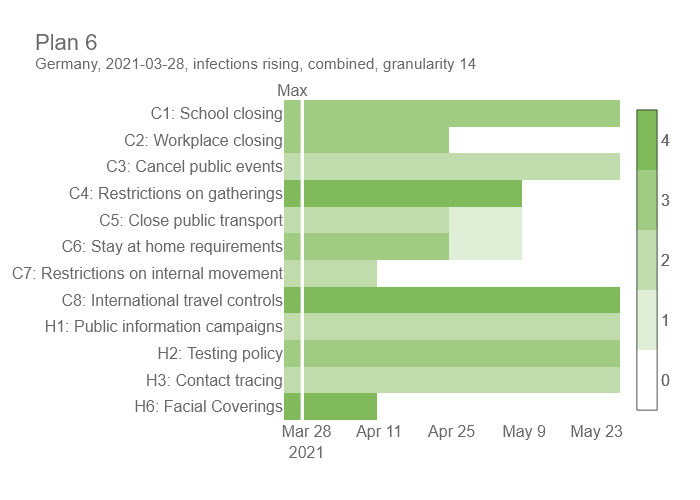 Plan 6
Germany, 2021-03-28, infections rising, combined, granularity 14
Max
C1: School closing
C2: Workplace closing
C3: Cancel public events
C4: Restrictions on gatherings
C5: Close public transport
C6: Stay at home requirements
C7: Restrictions on internal movement
C8: International travel controls
H1: Public information campaigns
H2: Testing policy
H3: Contact tracing
H6: Facial Coverings
Mar 28 Apr 11 Apr 25 May 9 May 23
2021
4
3
2
1
0